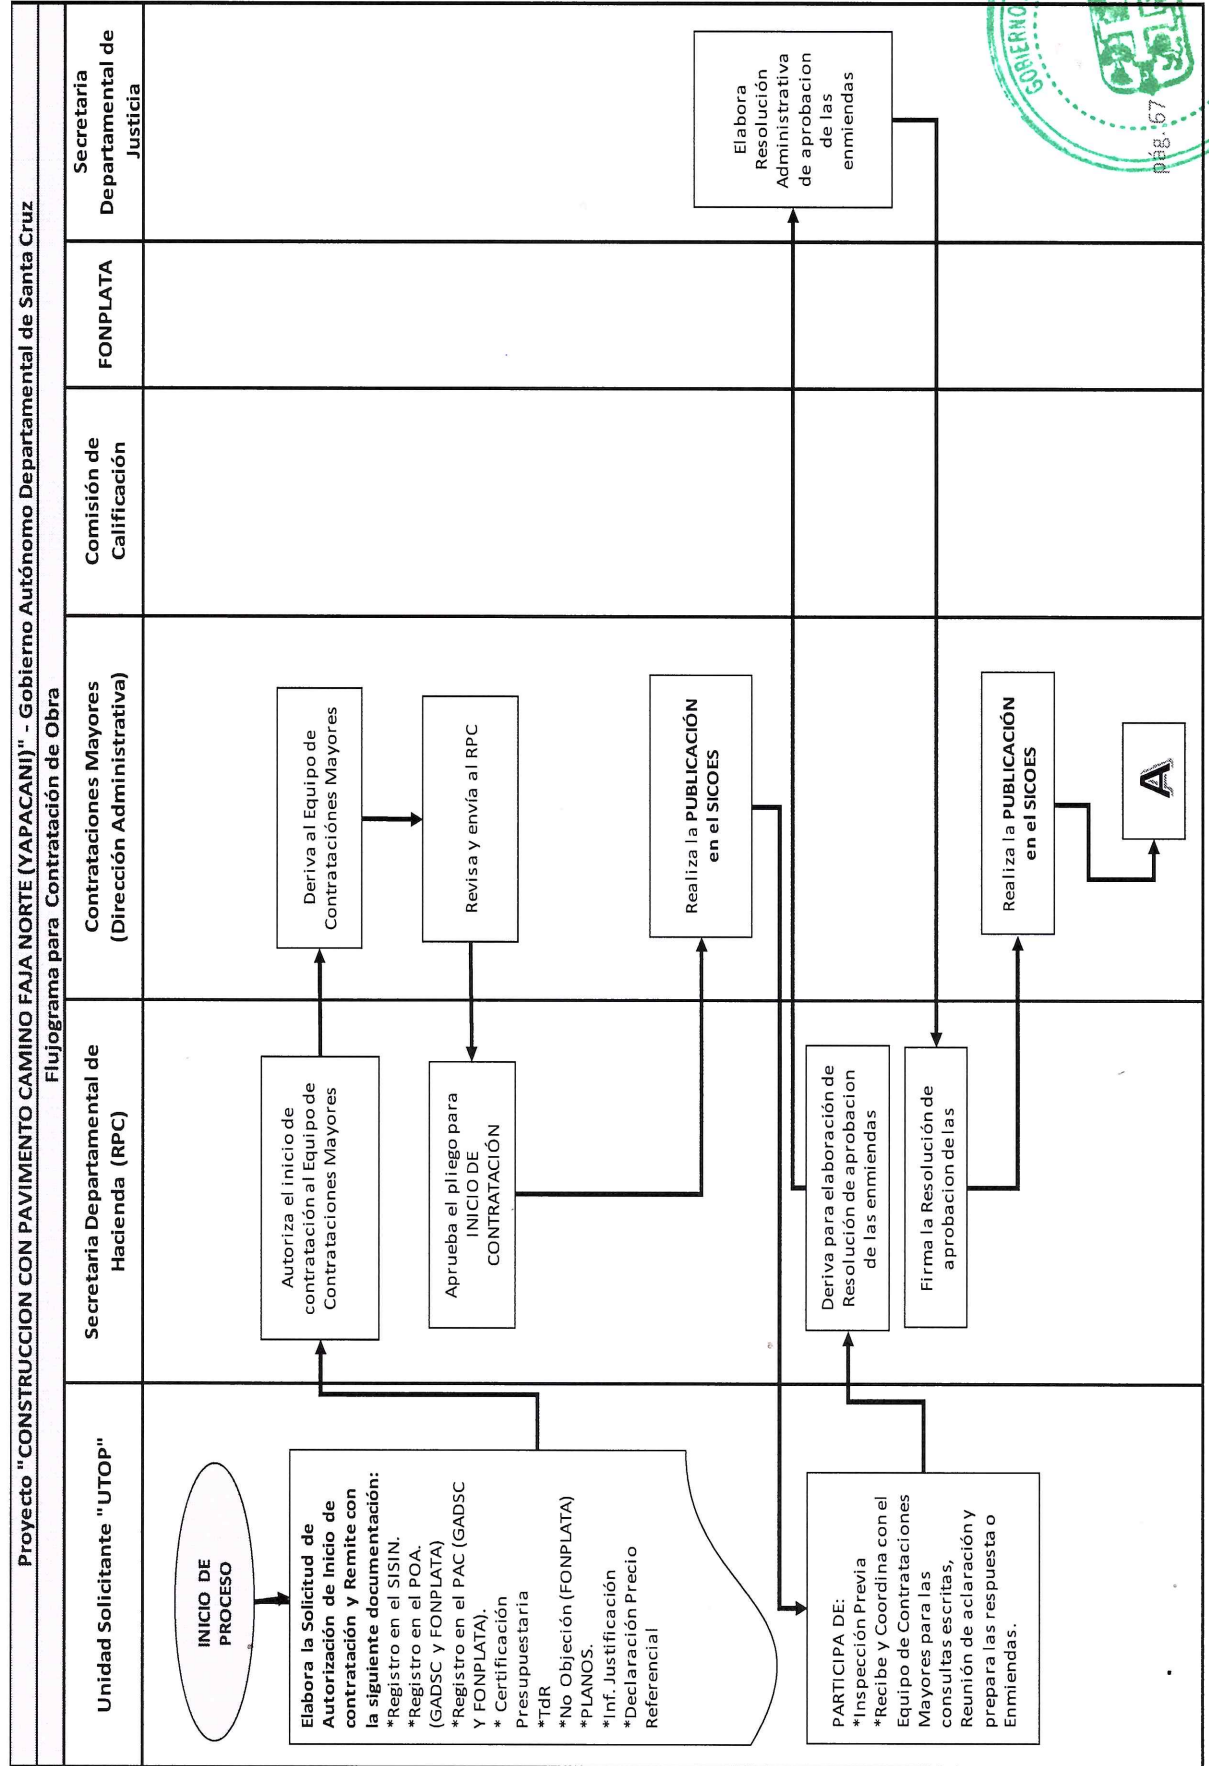 Proyecto "CONSTRUCCION CON PAVIMENTO CAMINO FAJA NORTE (YAPACANI)" - Gobierno Autónomo Departamental de Santa Cruz
Flujograma para Contratación de Obra
Unidad Solicitante "UTOP"
Secretaria Departamental de
Hacienda (RPC)
Contrataciones Mayores
(Dirección Administrativa)
Comisión de
Calificación
FONPLATA
Secretaria
Departamental de
Justicia
INICIO DE
PROCESO
Elabora la Solicitud de
Autorización de Inicio de
contratación y Remite con
la siguiente documentación:
*Registro en el SISIN.
*Registro en el POA.
(GADSC y FONPLATA)
*Registro en el PAC (GADSC
Y FONPLATA).
* Certificación
Presupuestaria
*TdR
*No Objeción (FONPLATA)
*PLANOS.
*Inf. Justificación
*Declaración Precio
Referencial
Autoriza el inicio de
contratación al Equipo de
Contrataciones Mayores
Deriva al Equipo de
Contrataciónes Mayores
Revisa y envía al RPC
Aprueba el pliego para
INICIO DE
CONTRATACIÓN
Realiza la PUBLICACIÓN
en el SICOES
PARTICIPA DE:
*Inspección Previa
*Recibe y Coordina con el
Equipo de Contrataciones
Mayores para las
consultas escritas,
Reunión de aclaración y
prepara las respuesta o
Enmiendas.
Deriva para elaboración de
Resolución de aprobacion
de las enmiendas
Elabora
Resolución
Administrativa
de aprobacion
de las
enmiendas
Firma la Resolución de
aprobacion de las
Realiza la PUBLICACIÓN
en el SICOES
A
GOBIERNO
pág. 67